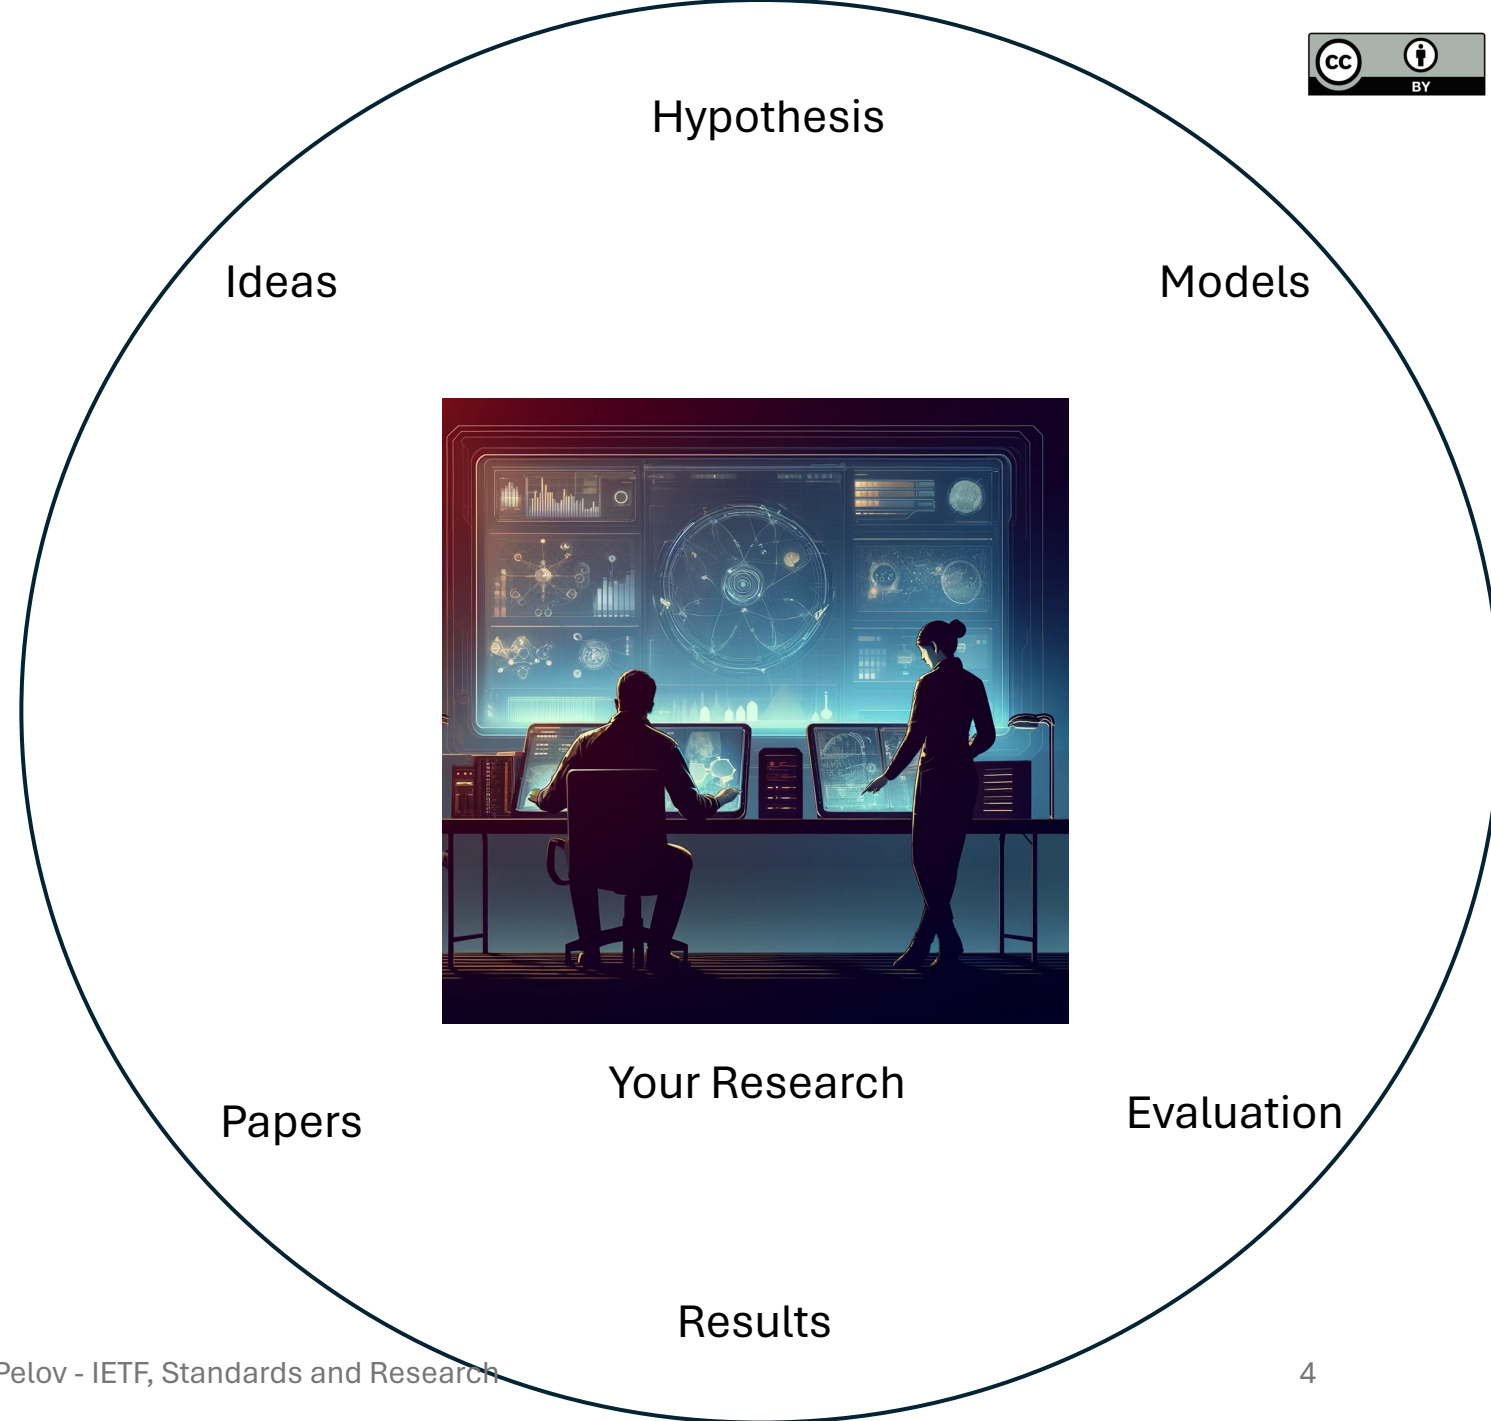 CC
BY
Hypothesis
Ideas
Models
Your Research
Papers
Evaluation
Results
Pelov - IETF, Standards and Research
4